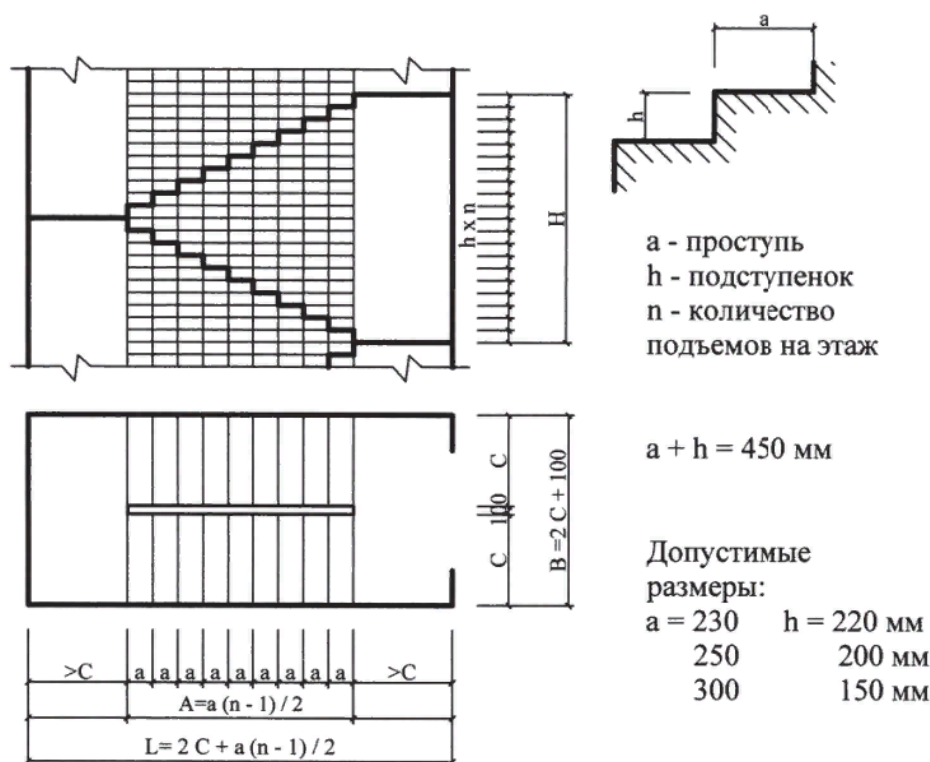 a
h
h x n
H
a - проступь
h - подступенок
n - количество
подъемов на этаж
a + h = 450 мм
C
100
C
B =2 C + 100
Допустимые
размеры:
a = 230 h = 220 мм
250 200 мм
300 150 мм
>C a a a a a a a a a >C
A=a (n - 1) / 2
L= 2 C + a (n - 1) / 2